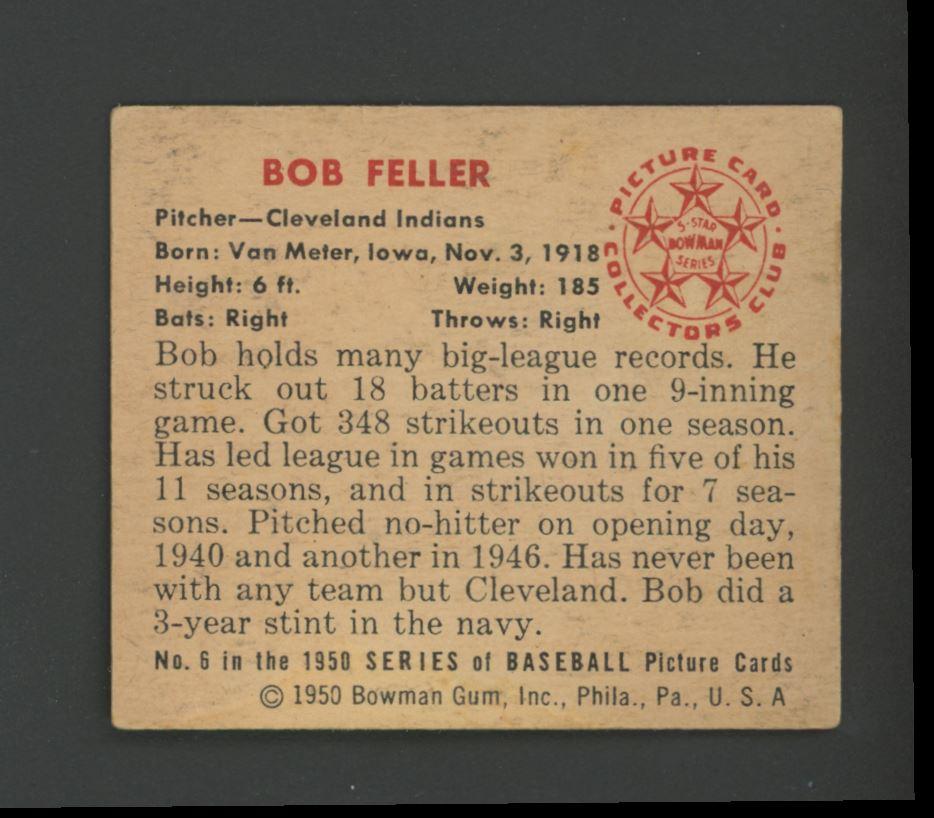 BOB FELLER
Pitcher—Cleveland Indians
Born: Van Meter, Iowa, Nov. 3, 1918
Height: 6 ft. Weight: 185
Bats: Right Throws: Right
· PICTURE CARD ·
COLLECTORS CLUB
5-STAR
BOWMAN
SERIES
Bob holds many big-league records. He
struck out 18 batters in one 9-inning
game. Got 348 strikeouts in one season.
Has led league in games won in five of his
11 seasons, and in strikeouts for 7 sea-
sons. Pitched no-hitter on opening day,
1940 and another in 1946. Has never been
with any team but Cleveland. Bob did a
3-year stint in the navy.
No. 6 in the 1950 SERIES of BASEBALL Picture Cards
© 1950 Bowman Gum, Inc., Phila., Pa., U. S. A